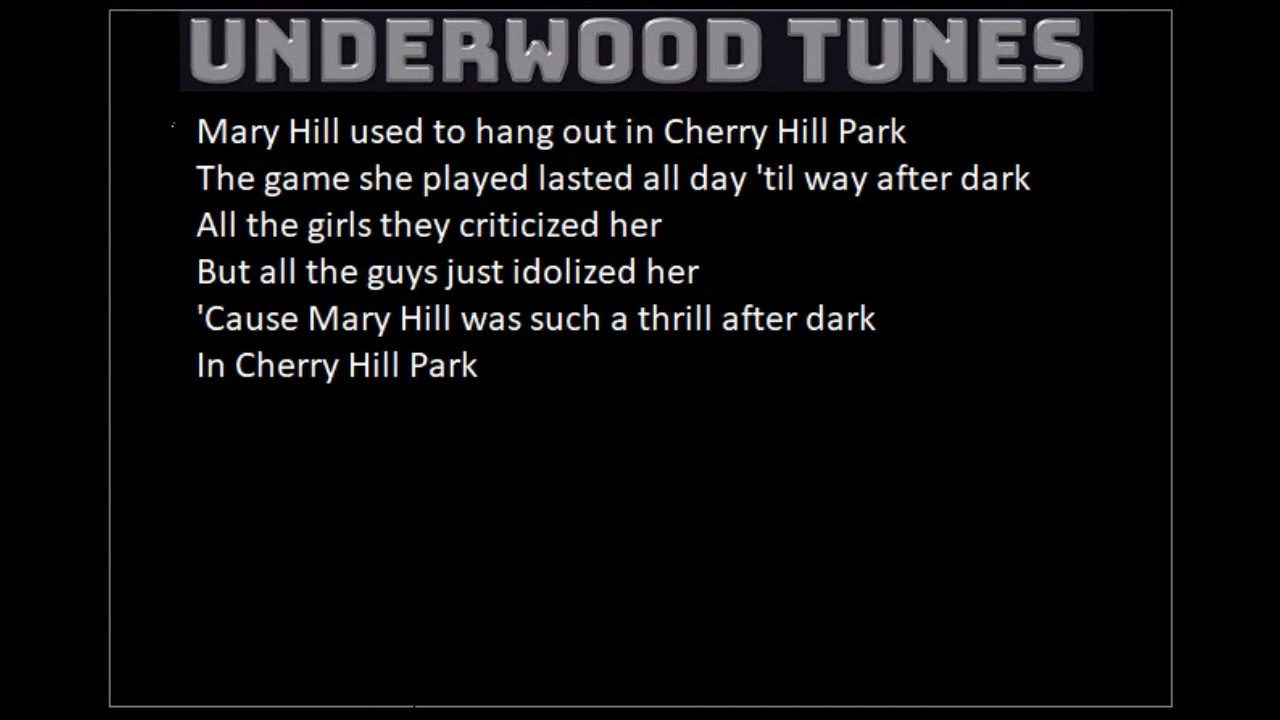 UNDERWOOD TUNES
Mary Hill used to hang out in Cherry Hill Park
The game she played lasted all day 'til way after dark
All the girls they criticized her
But all the guys just idolized her
'Cause Mary Hill was such a thrill after dark
In Cherry Hill Park